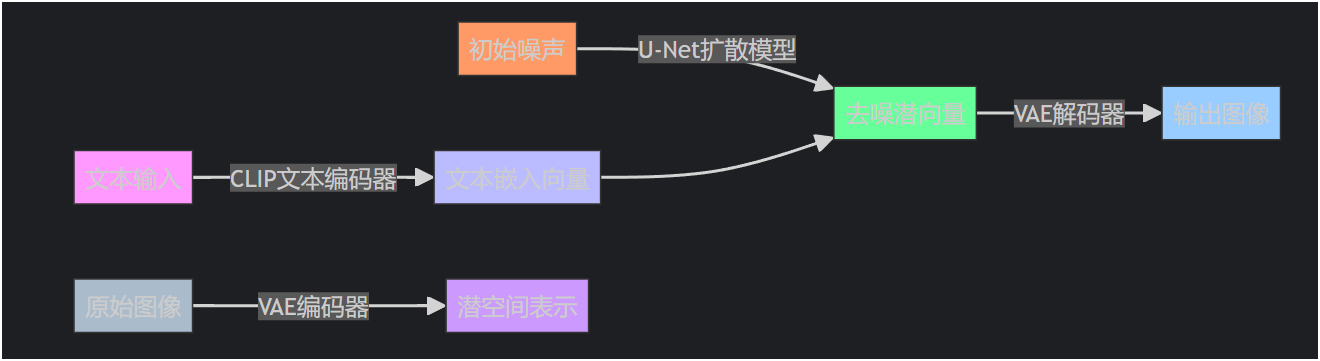 初始噪声
U-Net扩散模型
去噪潜向量
VAE解码器
输出图像
文本输入
CLIP文本编码器
文本嵌入向量
原始图像
VAE编码器
潜空间表示